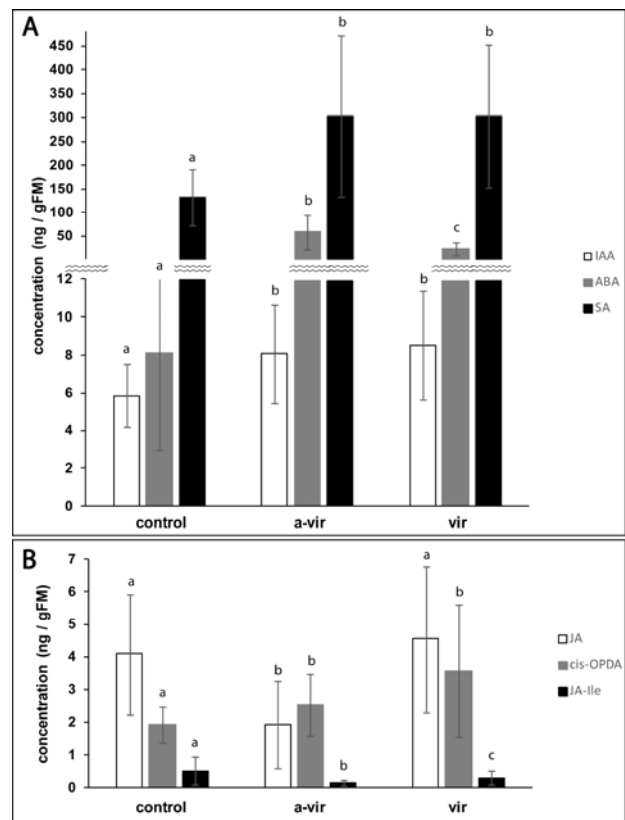 A
concentration (ng / gFM)
450
400
350
300
250
200
150
100
50
12
10
8
6
4
2
0
a
a
a
b
b
b
b
c
b
control
a-vir
vir
IAA
ABA
SA
B
concentration (ng / gFM)
7
6
5
4
3
2
1
0
a
a
a
b
b
b
a
b
c
control
a-vir
vir
JA
cis-OPDA
JA-Ile